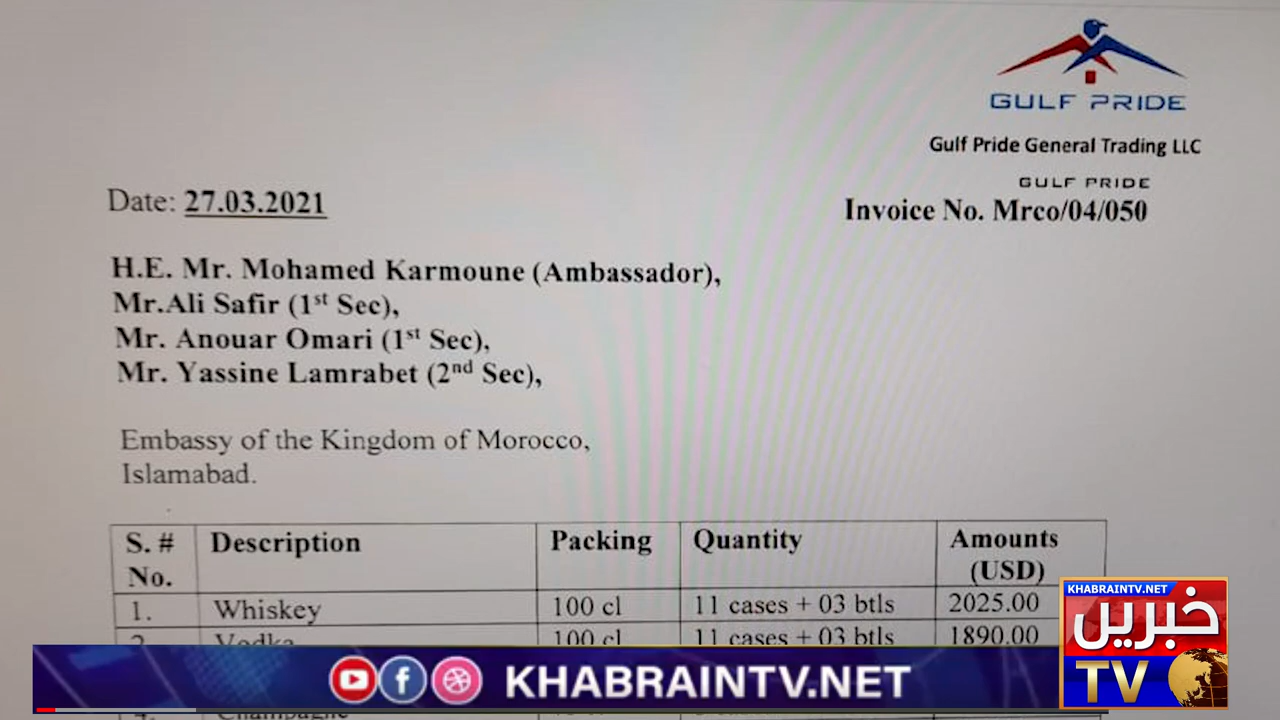 GULF PRIDE
Gulf Pride General Trading LLC
GULF PRIDE
Date: 27.03.2021
Invoice No. Mrco/04/050
H.E. Mr. Mohamed Karmoune (Ambassador),
Mr.Ali Safir (1st Sec),
Mr. Anouar Omari (1st Sec),
Mr. Yassine Lamrabet (2nd Sec),
Embassy of the Kingdom of Morocco,
Islamabad.
S. # No. Description Packing Quantity Amounts (USD)
1. Whiskey 100 cl 11 cases + 03 btls 2025.00
2. Vodka 100 cl 11 cases + 03 btls 1890.00
Champagne
KHABRAINTV.NET
KHABRAINTV.NET
خبریں
TV